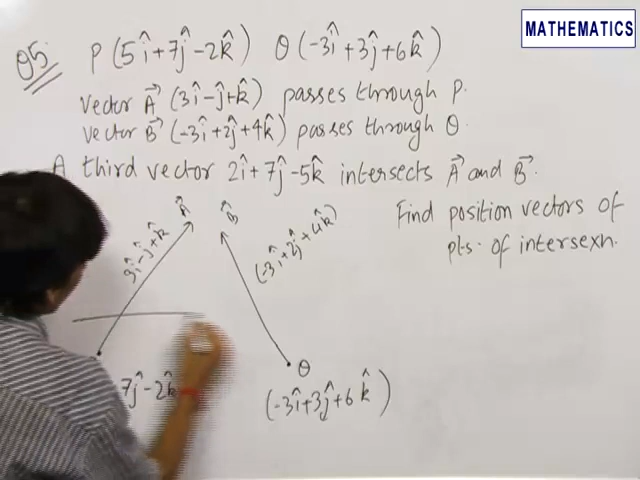 MATHEMATICS
Q5 P(5î+7ĵ-2k̂) Q(-3î+3ĵ+6k̂)
Vector A⃗ (3î-ĵ+k̂) passes through P.
Vector B⃗ (-3î+2ĵ+4k̂) passes through Q.
A third vector 2î+7ĵ-5k̂ intersects A⃗ and B⃗.
Find position vectors of
pts. of intersexn.
A⃗
B⃗
3î-ĵ+k̂
(-3î+2ĵ+4k̂)
Q
7ĵ-2k̂
(-3î+3ĵ+6k̂)